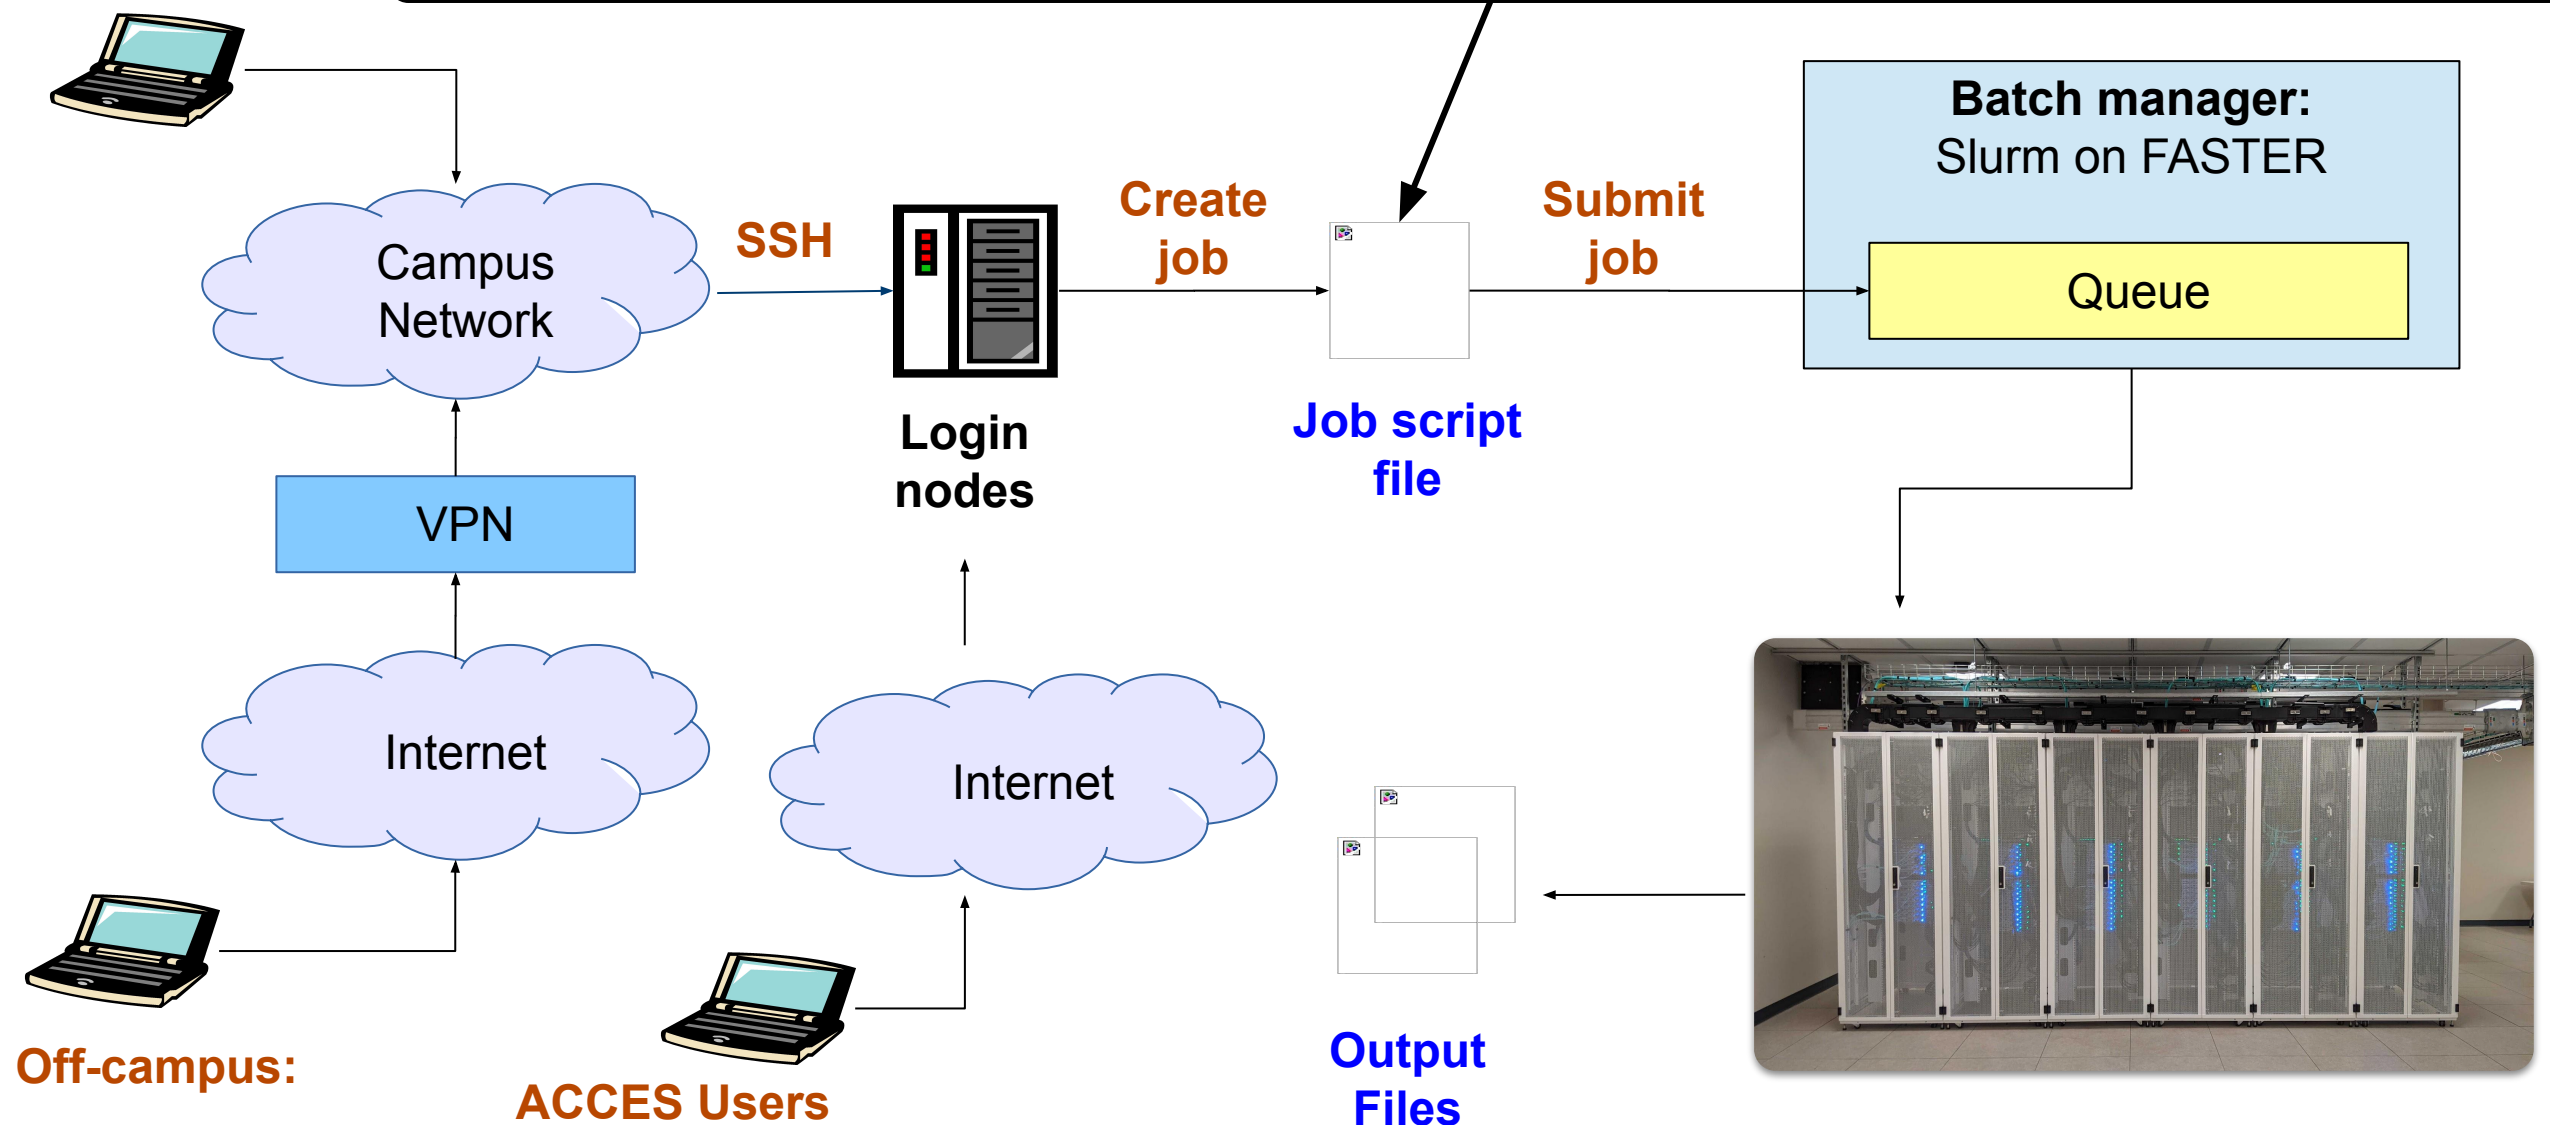 Batch manager:
Slurm on FASTER
Queue
Campus
Network
SSH
Create
job
Submit
job
Login
nodes
Job script
file
VPN
Internet
Internet
Off-campus:
ACCES Users
Output
Files